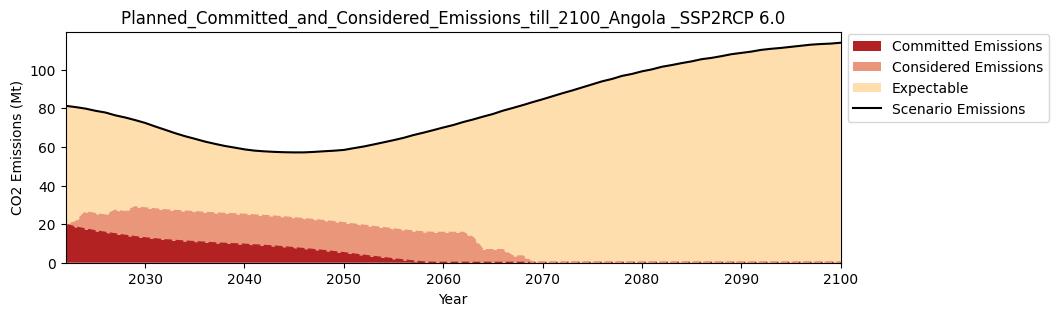 Planned_Committed_and_Considered_Emissions_till_2100_Angola _SSP2RCP 6.0
Committed Emissions
Considered Emissions
Expectable
Scenario Emissions
CO2 Emissions (Mt)
100
80
60
40
20
0
2030 2040 2050 2060 2070 2080 2090 2100
Year